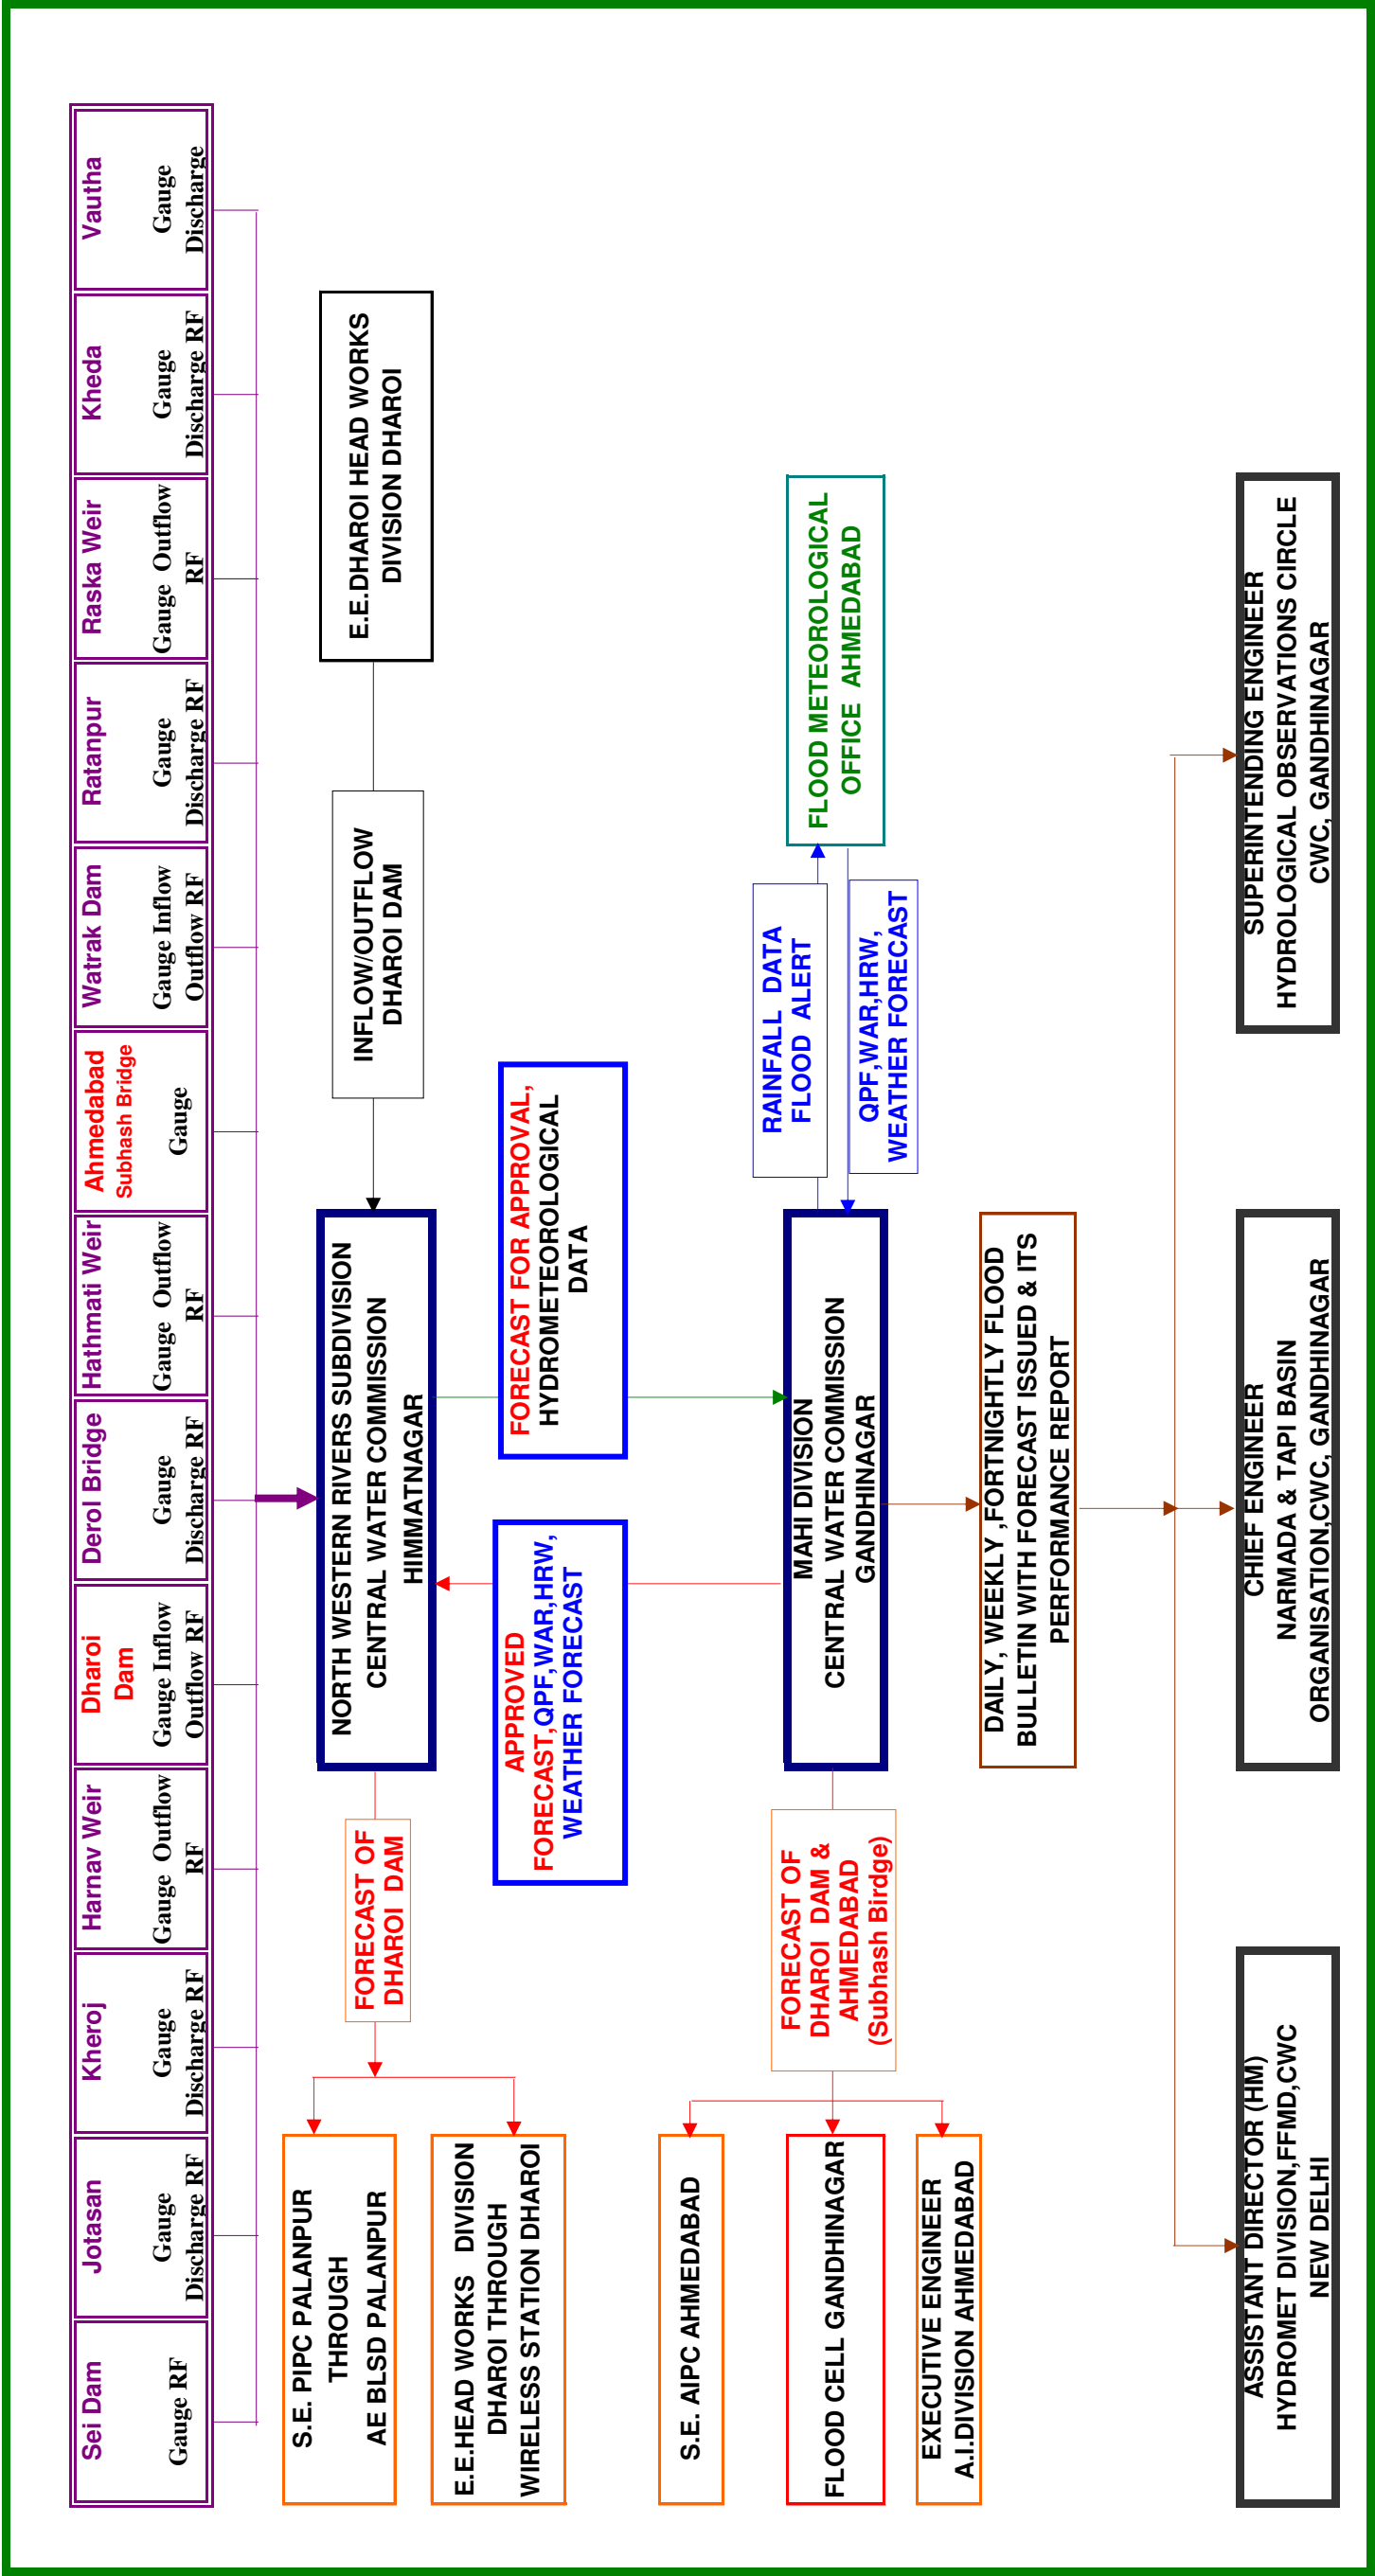 Sei Dam
Gauge RF
Jotasan
Gauge
Discharge RF
Kheroj
Gauge
Discharge RF
Harnav Weir
Gauge Outflow
RF
Dharoi
Dam
Gauge Inflow
Outflow RF
Derol Bridge
Gauge
Discharge RF
Hathmati Weir
Gauge Outflow
RF
Ahmedabad
Subhash Bridge
Gauge
Watrak Dam
Gauge Inflow
Outflow RF
Ratanpur
Gauge
Discharge RF
Raska Weir
Gauge Outflow
RF
Kheda
Gauge
Discharge RF
Vautha
Gauge
Discharge
S.E. PIPC PALANPUR
THROUGH
AE BLSD PALANPUR
E.E.HEAD WORKS DIVISION
DHAROI THROUGH
WIRELESS STATION DHAROI
FORECAST OF
DHAROI DAM
NORTH WESTERN RIVERS SUBDIVISION
CENTRAL WATER COMMISSION
HIMMATNAGAR
INFLOW/OUTFLOW
DHAROI DAM
E.E.DHAROI HEAD WORKS
DIVISION DHAROI
APPROVED
FORECAST,QPF,WAR,HRW,
WEATHER FORECAST
FORECAST FOR APPROVAL,
HYDROMETEOROLOGICAL
DATA
S.E. AIPC AHMEDABAD
FLOOD CELL GANDHINAGAR
EXECUTIVE ENGINEER
A.I.DIVISION AHMEDABAD
FORECAST OF
DHAROI DAM &
AHMEDABAD
(Subhash Birdge)
MAHI DIVISION
CENTRAL WATER COMMISSION
GANDHINAGAR
RAINFALL DATA
FLOOD ALERT
QPF,WAR,HRW,
WEATHER FORECAST
FLOOD METEOROLOGICAL
OFFICE AHMEDABAD
DAILY, WEEKLY ,FORTNIGHTLY FLOOD
BULLETIN WITH FORECAST ISSUED & ITS
PERFORMANCE REPORT
ASSISTANT DIRECTOR (HM)
HYDROMET DIVISION,FFMD,CWC
NEW DELHI
CHIEF ENGINEER
NARMADA & TAPI BASIN
ORGANISATION,CWC, GANDHINAGAR
SUPERINTENDING ENGINEER
HYDROLOGICAL OBSERVATIONS CIRCLE
CWC, GANDHINAGAR